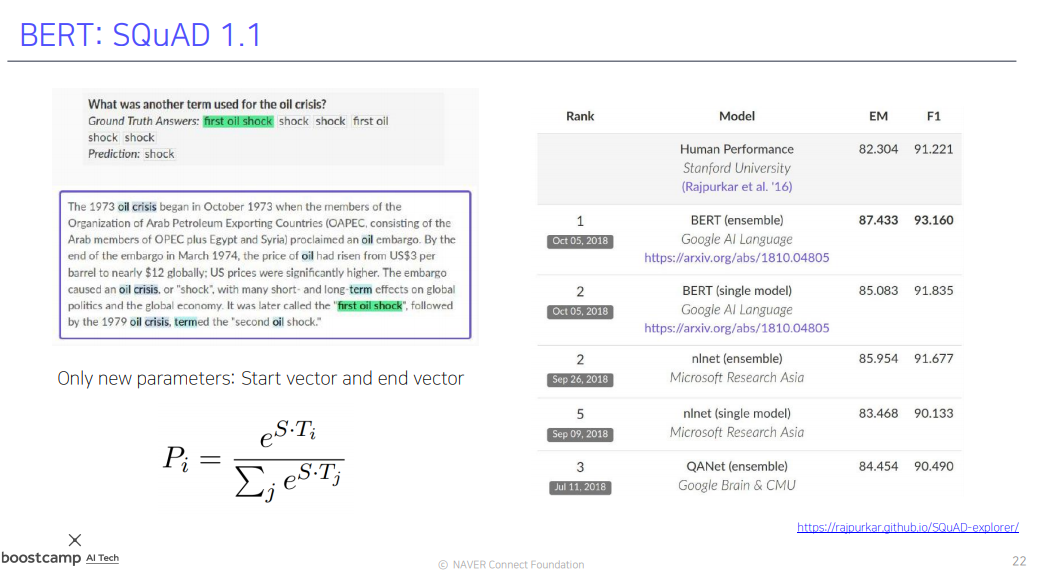 BERT: SQuAD 1.1
What was another term used for the oil crisis?
Ground Truth Answers: first oil shock shock shock first oil
shock shock
Prediction: shock
The 1973 oil crisis began in October 1973 when the members of the
Organization of Arab Petroleum Exporting Countries (OAPEC, consisting of the
Arab members of OPEC plus Egypt and Syria) proclaimed an oil embargo. By the
end of the embargo in March 1974, the price of oil had risen from US$3 per
barrel to nearly $12 globally; US prices were significantly higher. The embargo
caused an oil crisis, or "shock", with many short- and long-term effects on global
politics and the global economy. It was later called the "first oil shock", followed
by the 1979 oil crisis, termed the "second oil shock."
Only new parameters: Start vector and end vector
P_i = e^{S·T_i} / ∑_j e^{S·T_j}
Rank Model EM F1
Human Performance 82.304 91.221
Stanford University
(Rajpurkar et al. '16)
1 BERT (ensemble) 87.433 93.160
Oct 05, 2018 Google AI Language
https://arxiv.org/abs/1810.04805
2 BERT (single model) 85.083 91.835
Oct 05, 2018 Google AI Language
https://arxiv.org/abs/1810.04805
2 nlnet (ensemble) 85.954 91.677
Sep 26, 2018 Microsoft Research Asia
5 nlnet (single model) 83.468 90.133
Sep 09, 2018 Microsoft Research Asia
3 QANet (ensemble) 84.454 90.490
Jul 11, 2018 Google Brain & CMU
https://rajpurkar.github.io/SQuAD-explorer/
boostcamp AI Tech
© NAVER Connect Foundation
22